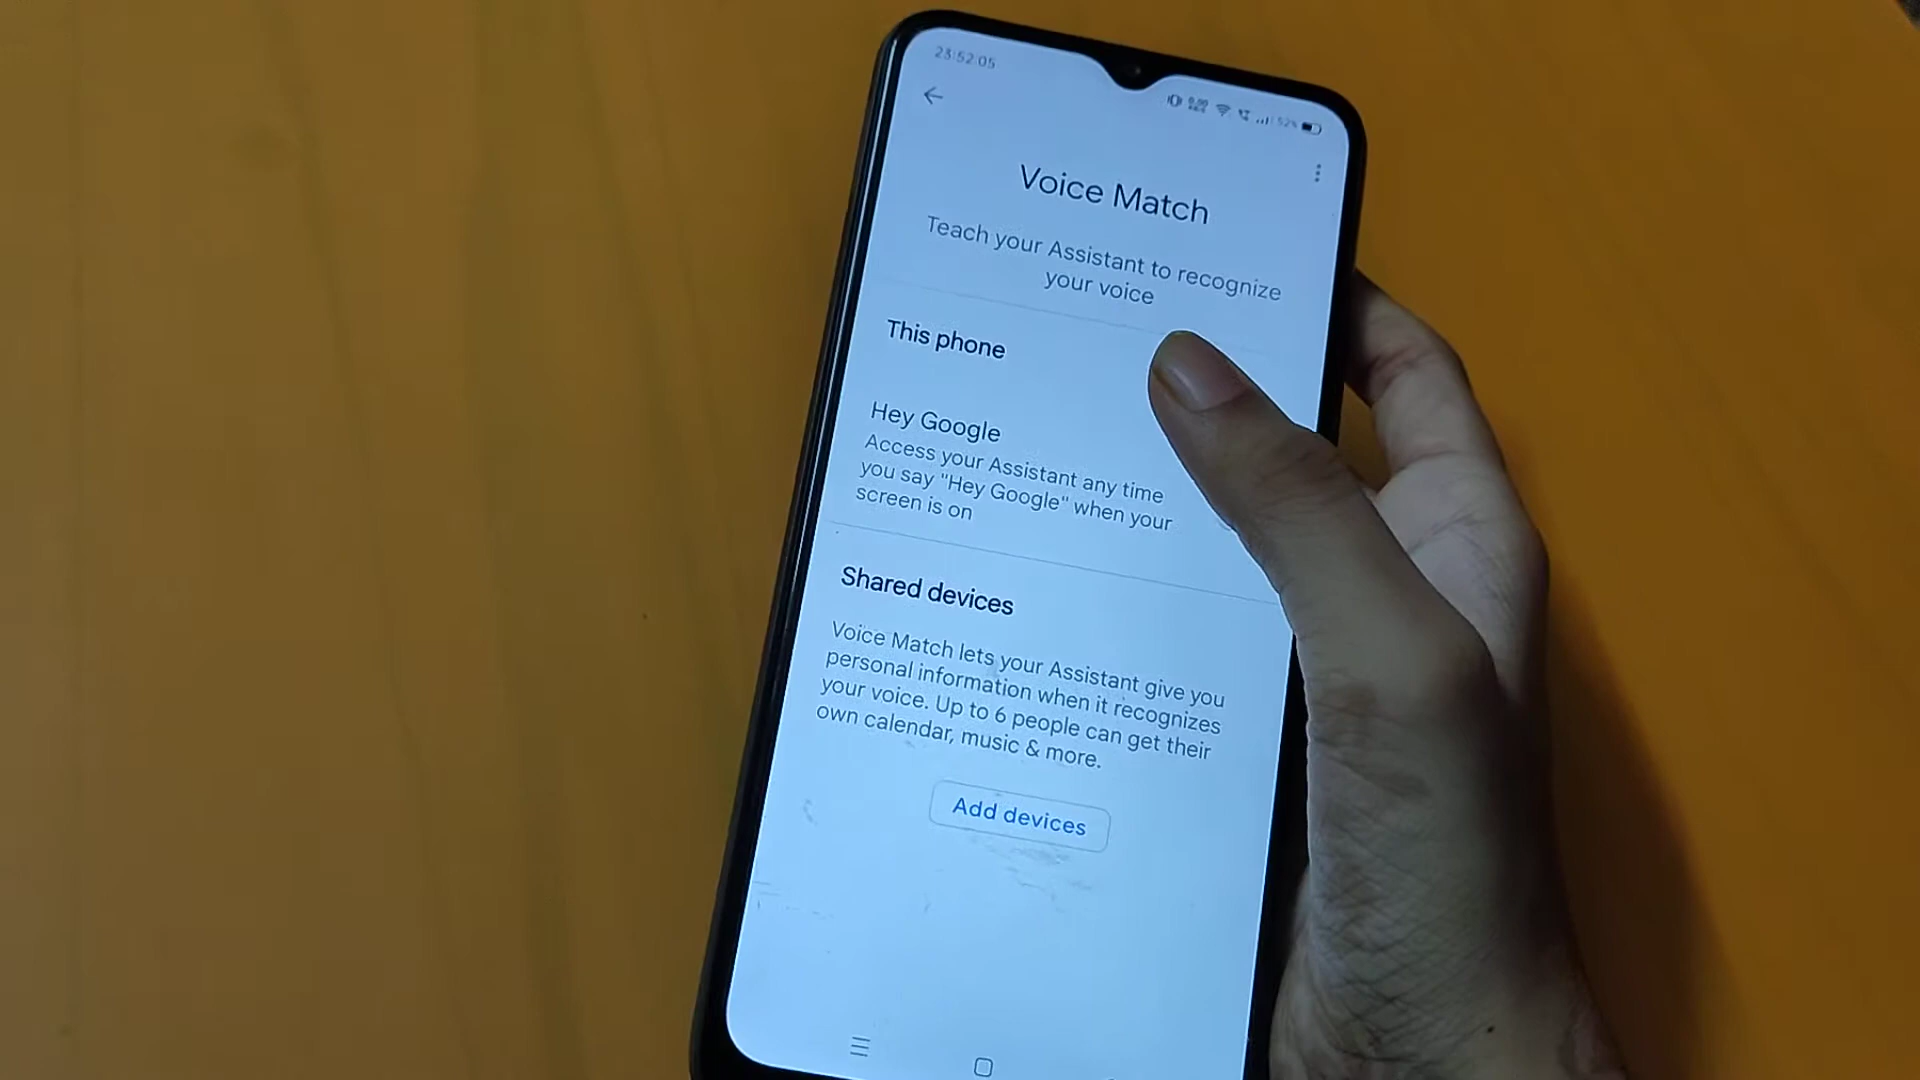 23:52:05
52%
Voice Match
Teach your Assistant to recognize
your voice
This phone
Hey Google
Access your Assistant any time
you say "Hey Google" when your
screen is on
Shared devices
Voice Match lets your Assistant give you
personal information when it recognizes
your voice. Up to 6 people can get their
own calendar, music & more.
Add devices